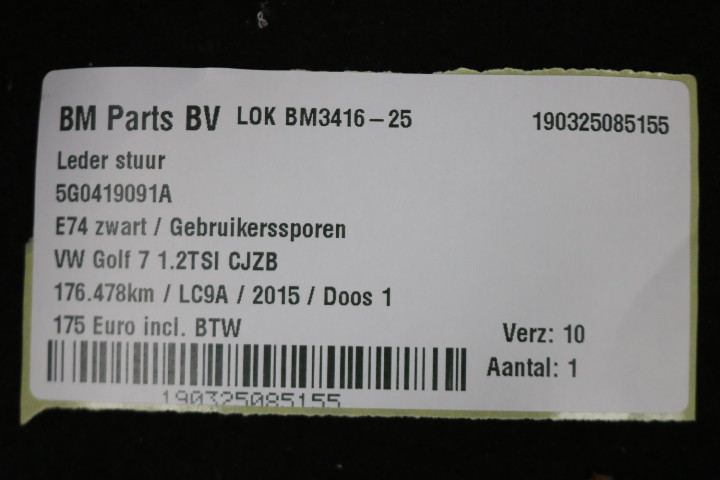 BM Parts BV LOK BM3416-25 190325085155
Leder stuur
5G0419091A
E74 zwart / Gebruikerssporen
VW Golf 7 1.2TSI CJZB
176.478km / LC9A / 2015 / Doos 1
175 Euro incl. BTW
Verz: 10
Aantal: 1
190325085155